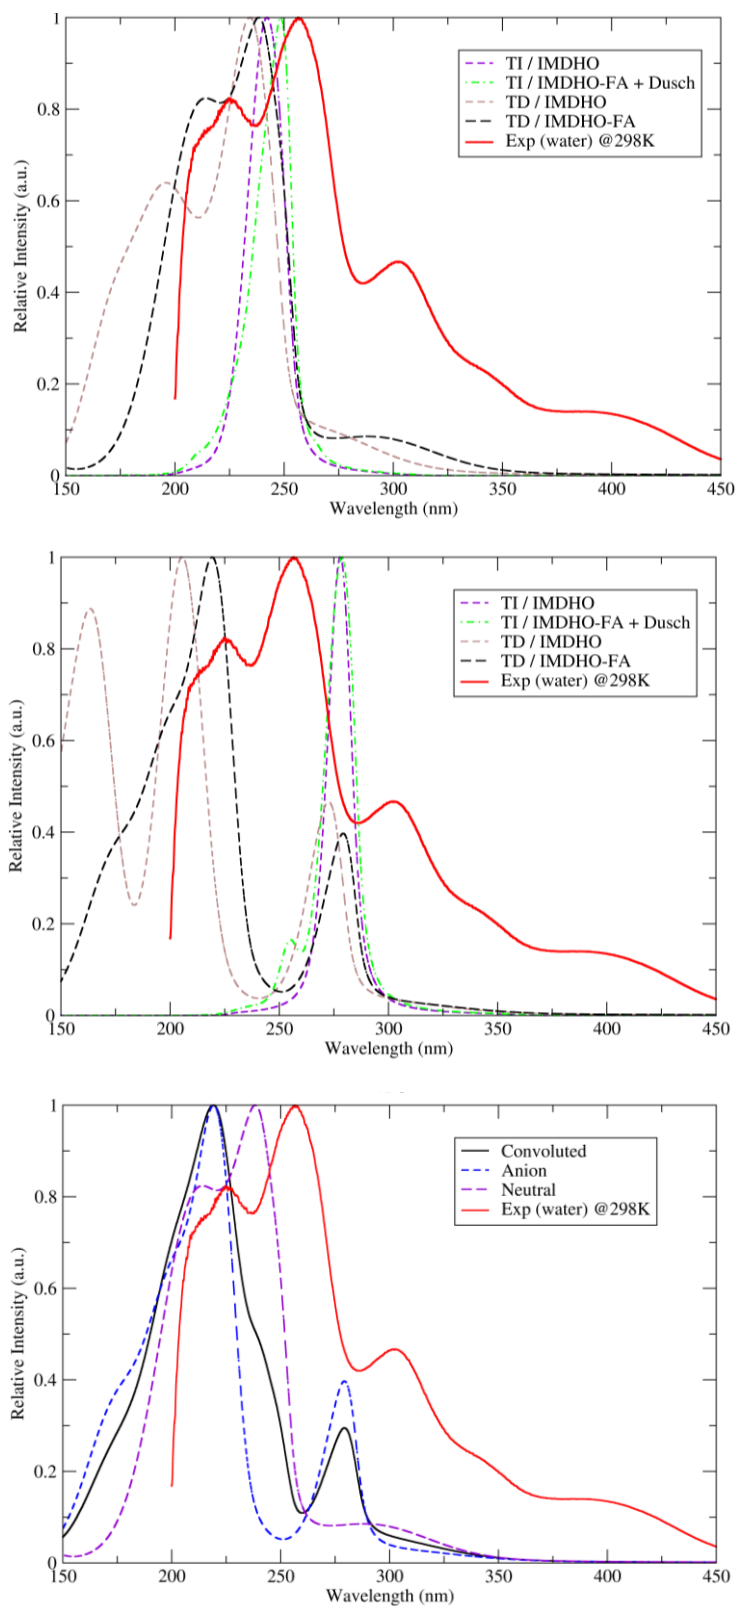 1
0.8
0.6
0.4
0.2
0
Relative Intensity (a.u.)
TI / IMDHO
TI / IMDHO-FA + Dusch
TD / IMDHO
TD / IMDHO-FA
Exp (water) @298K
150 200 250 300 350 400 450
Wavelength (nm)
1
0.8
0.6
0.4
0.2
0
Relative Intensity (a.u.)
TI / IMDHO
TI / IMDHO-FA + Dusch
TD / IMDHO
TD / IMDHO-FA
Exp (water) @298K
150 200 250 300 350 400 450
Wavelength (nm)
1
0.8
0.6
0.4
0.2
0
Relative Intensity (a.u.)
Convoluted
Anion
Neutral
Exp (water) @298K
150 200 250 300 350 400 450
Wavelength (nm)